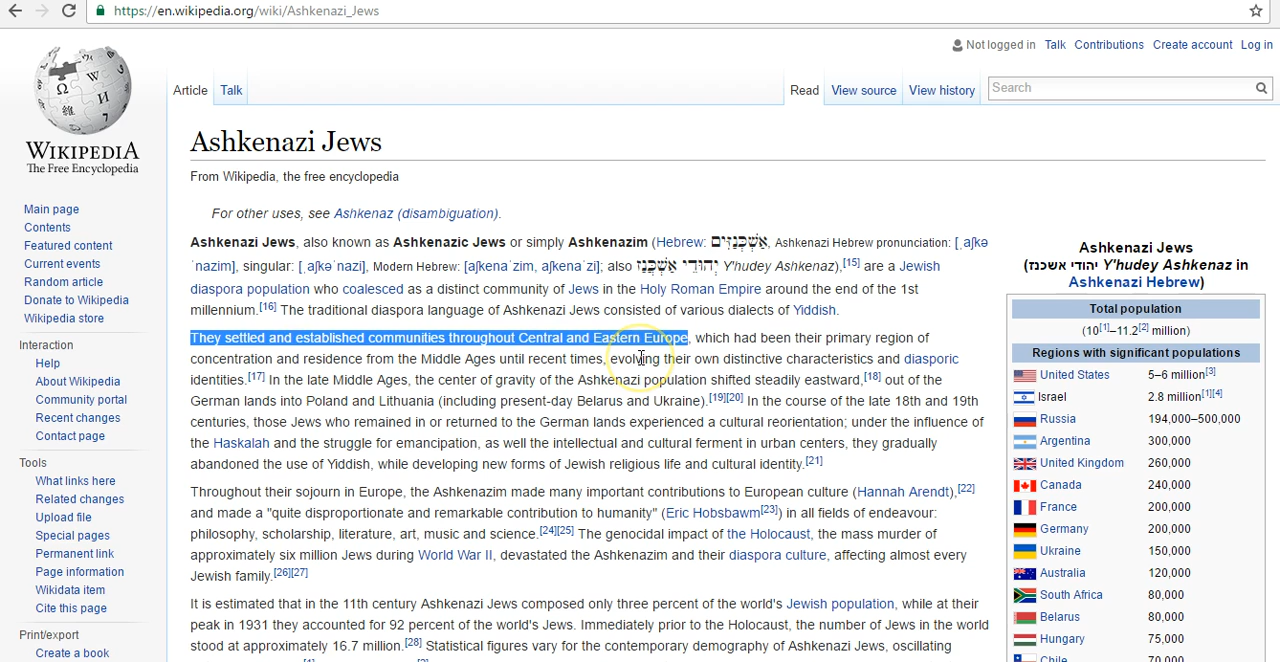 https://en.wikipedia.org/wiki/Ashkenazi_Jews
Not logged in Talk Contributions Create account Log in
Article Talk Read View source View history Search
WIKIPEDIA
The Free Encyclopedia
Main page
Contents
Featured content
Current events
Random article
Donate to Wikipedia
Wikipedia store
Interaction
Help
About Wikipedia
Community portal
Recent changes
Contact page
Tools
What links here
Related changes
Upload file
Special pages
Permanent link
Page information
Wikidata item
Cite this page
Print/export
Create a book
Ashkenazi Jews
From Wikipedia, the free encyclopedia
For other uses, see Ashkenaz (disambiguation).
Ashkenazi Jews, also known as Ashkenazic Jews or simply Ashkenazim (Hebrew: אַשְׁכְּנַזִּים, Ashkenazi Hebrew pronunciation: [ˌaʃkə
ˈnazim], singular: [ˌaʃkəˈnazi], Modern Hebrew: [aʃkenaˈzim, aʃkenaˈzi]; also יְהוּדֵי אַשְׁכֲּנַז Y'hudey Ashkenaz),[15] are a Jewish
diaspora population who coalesced as a distinct community of Jews in the Holy Roman Empire around the end of the 1st
millennium.[16] The traditional diaspora language of Ashkenazi Jews consisted of various dialects of Yiddish.
They settled and established communities throughout Central and Eastern Europe, which had been their primary region of
concentration and residence from the Middle Ages until recent times, evolving their own distinctive characteristics and diasporic
identities.[17] In the late Middle Ages, the center of gravity of the Ashkenazi population shifted steadily eastward,[18] out of the
German lands into Poland and Lithuania (including present-day Belarus and Ukraine).[19][20] In the course of the late 18th and 19th
centuries, those Jews who remained in or returned to the German lands experienced a cultural reorientation; under the influence of
the Haskalah and the struggle for emancipation, as well the intellectual and cultural ferment in urban centers, they gradually
abandoned the use of Yiddish, while developing new forms of Jewish religious life and cultural identity.[21]
Throughout their sojourn in Europe, the Ashkenazim made many important contributions to European culture (Hannah Arendt),[22]
and made a "quite disproportionate and remarkable contribution to humanity" (Eric Hobsbawm[23]) in all fields of endeavour:
philosophy, scholarship, literature, art, music and science.[24][25] The genocidal impact of the Holocaust, the mass murder of
approximately six million Jews during World War II, devastated the Ashkenazim and their diaspora culture, affecting almost every
Jewish family.[26][27]
It is estimated that in the 11th century Ashkenazi Jews composed only three percent of the world's Jewish population, while at their
peak in 1931 they accounted for 92 percent of the world's Jews. Immediately prior to the Holocaust, the number of Jews in the world
stood at approximately 16.7 million.[28] Statistical figures vary for the contemporary demography of Ashkenazi Jews, oscillating
Ashkenazi Jews
(יהודי אשכנז Y'hudey Ashkenaz in
Ashkenazi Hebrew)
Total population
(10[1]–11.2[2] million)
Regions with significant populations
United States 5–6 million[3]
Israel 2.8 million[1][4]
Russia 194,000–500,000
Argentina 300,000
United Kingdom 260,000
Canada 240,000
France 200,000
Germany 200,000
Ukraine 150,000
Australia 120,000
South Africa 80,000
Belarus 80,000
Hungary 75,000
Chile 70,000